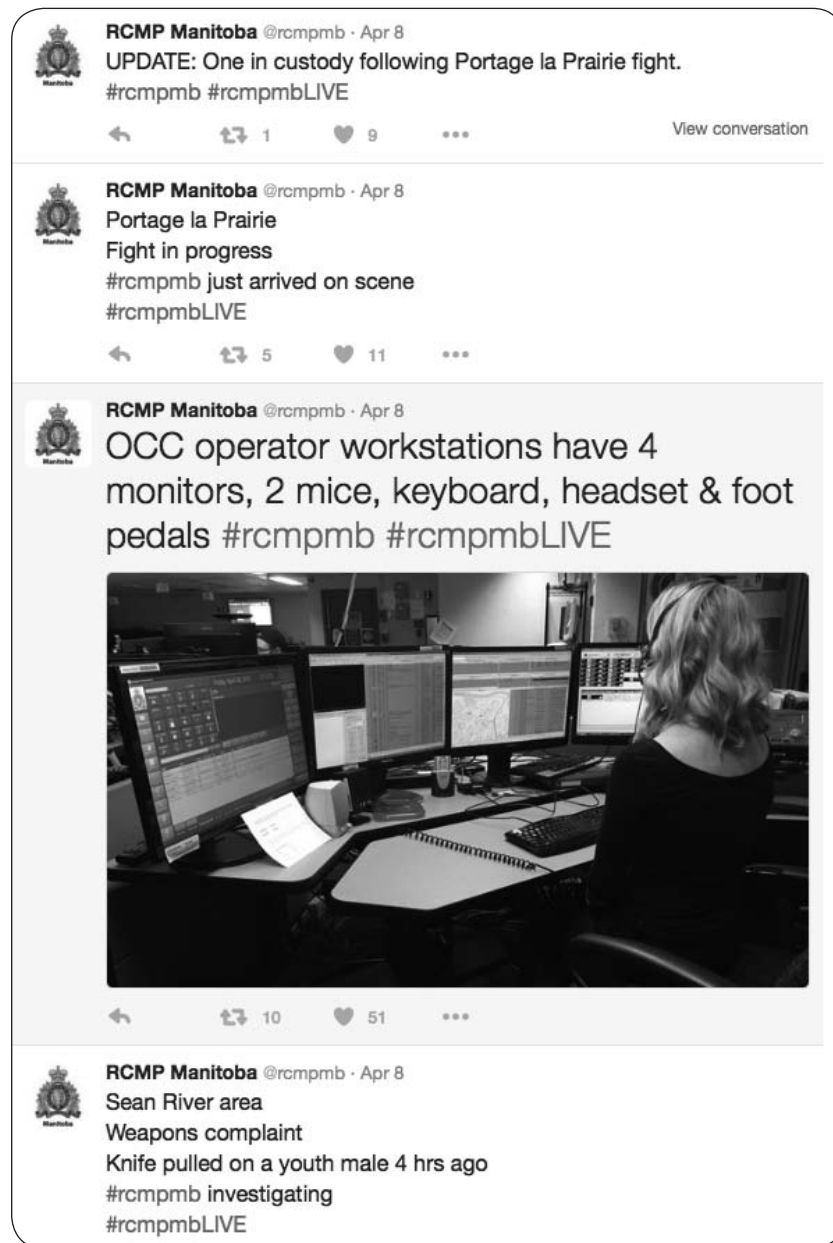 RCMP Manitoba @rcmpmb · Apr 8
UPDATE: One in custody following Portage la Prairie fight.
#rcmpmb #rcmpmbLIVE
1 9
View conversation
Manitoba
RCMP Manitoba @rcmpmb · Apr 8
Portage la Prairie
Fight in progress
#rcmpmb just arrived on scene
#rcmpmbLIVE
5 11
Manitoba
RCMP Manitoba @rcmpmb · Apr 8
OCC operator workstations have 4
monitors, 2 mice, keyboard, headset & foot
pedals #rcmpmb #rcmpmbLIVE
Manitoba
10 51
RCMP Manitoba @rcmpmb · Apr 8
Sean River area
Weapons complaint
Knife pulled on a youth male 4 hrs ago
#rcmpmb investigating
#rcmpmbLIVE
Manitoba